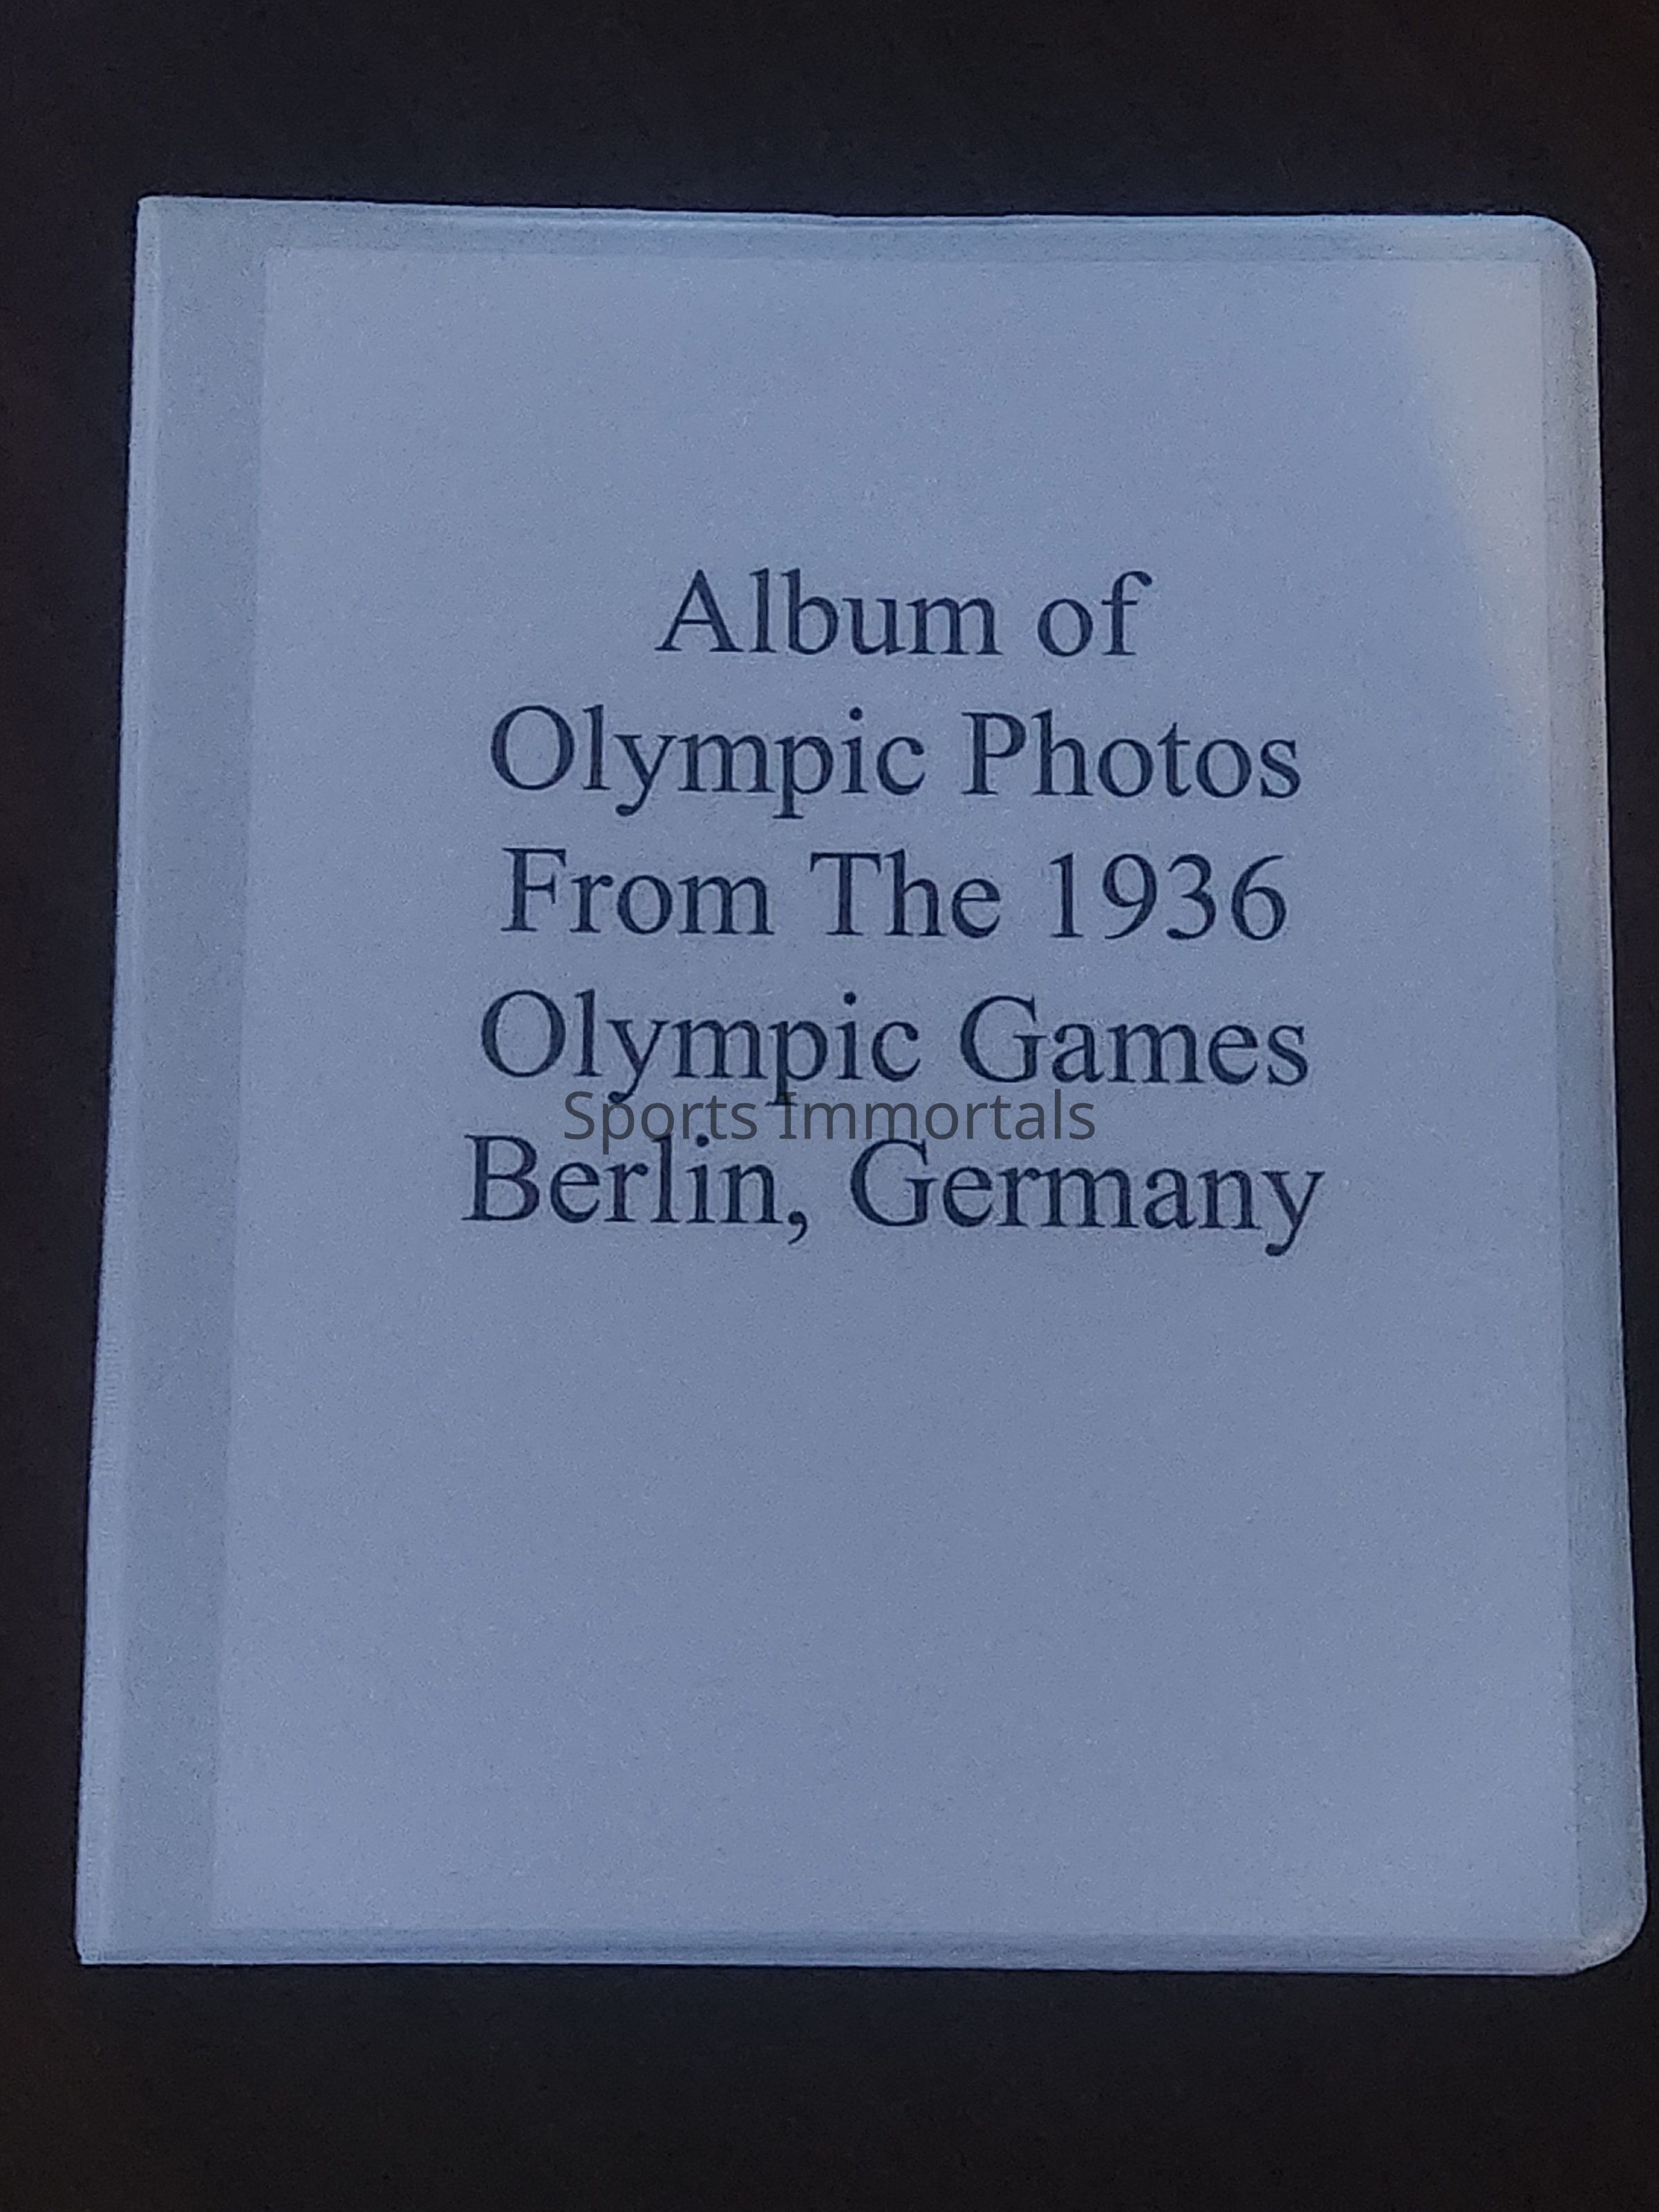 Album of
Olympic Photos
From The 1936
Olympic Games
Sports Immortals
Berlin, Germany